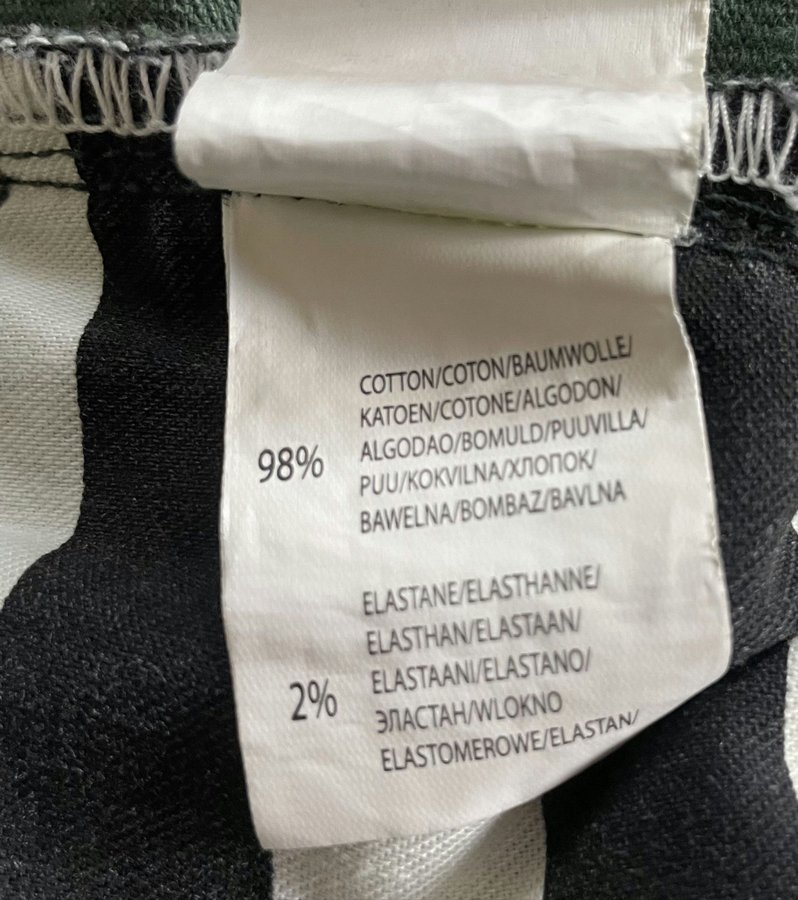 98%
COTTON/COTON/BAUMWOLLE/
KATOEN/COTONE/ALGODON/
ALGODAO/BOMULD/PUUVILLA/
PUU/KOKVILNA/ХЛОПОК/
BAWELNA/BOMBAZ/BAVLNA
2%
ELASTANE/ELASTHANNE/
ELASTHAN/ELASTAAN/
ELASTAANI/ELASTANO/
ЭЛАСТАН/WLOKNO
ELASTOMEROWE/ELASTAN/